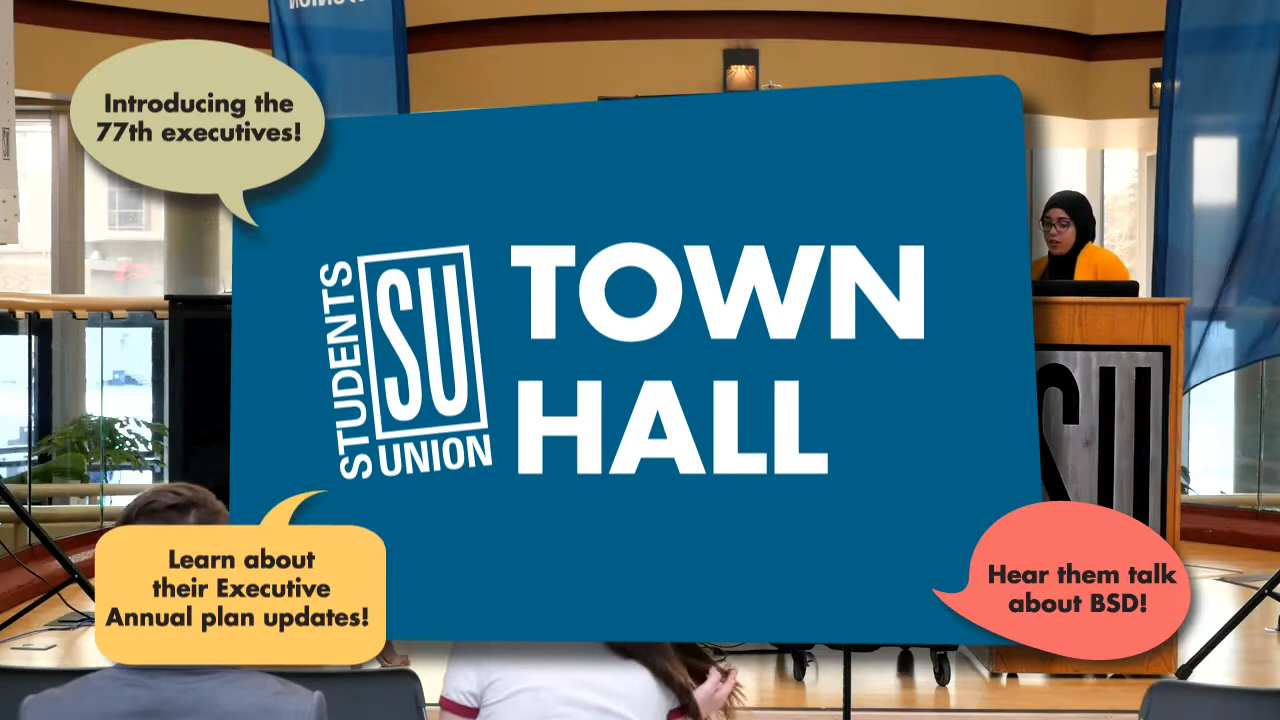 Introducing the
77th executives!
STUDENTS
SU
UNION
TOWN
HALL
SU
Learn about
their Executive
Annual plan updates!
Hear them talk
about BSD!